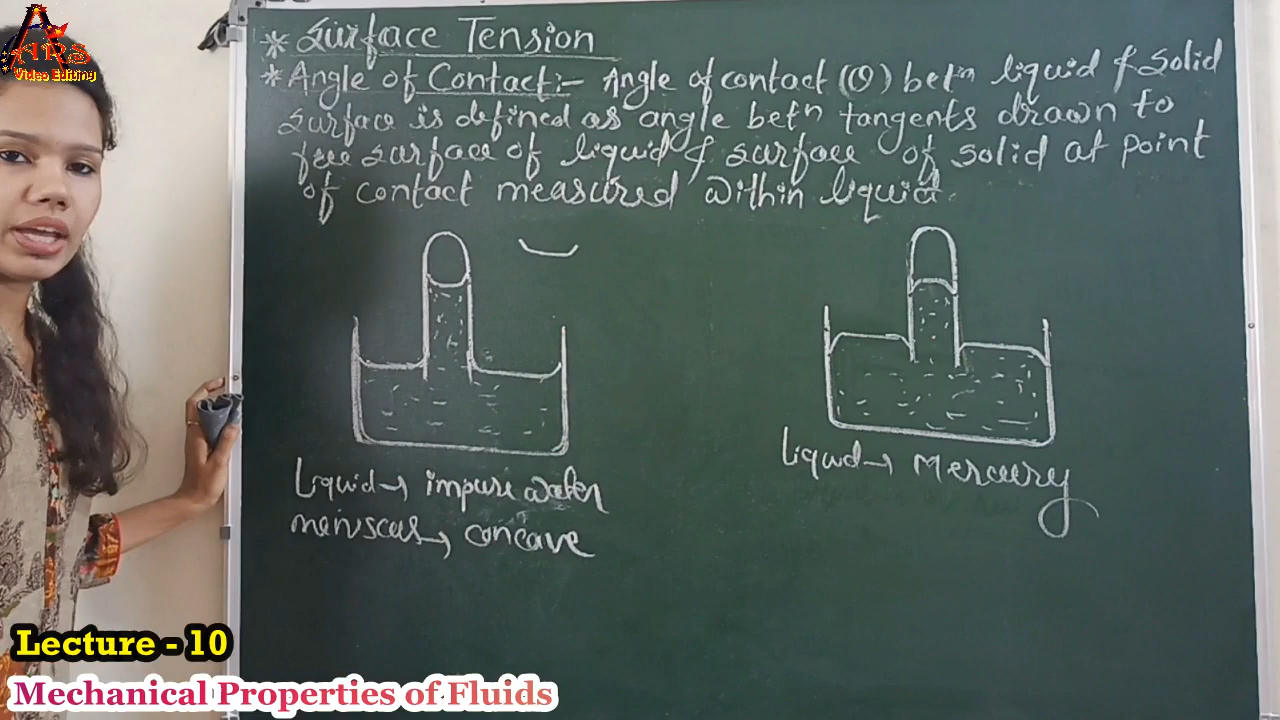 ARS
Video Editing
* Surface Tension
* Angle of Contact:- Angle of contact (θ) betn liquid & solid
surface is defined as angle betn tangents drawn to
free surface of liquid & surface of solid at point
of contact measured within liquid.
Liquid → impure water
meniscus → concave
Liquid → Mercury
Lecture - 10
Mechanical Properties of Fluids